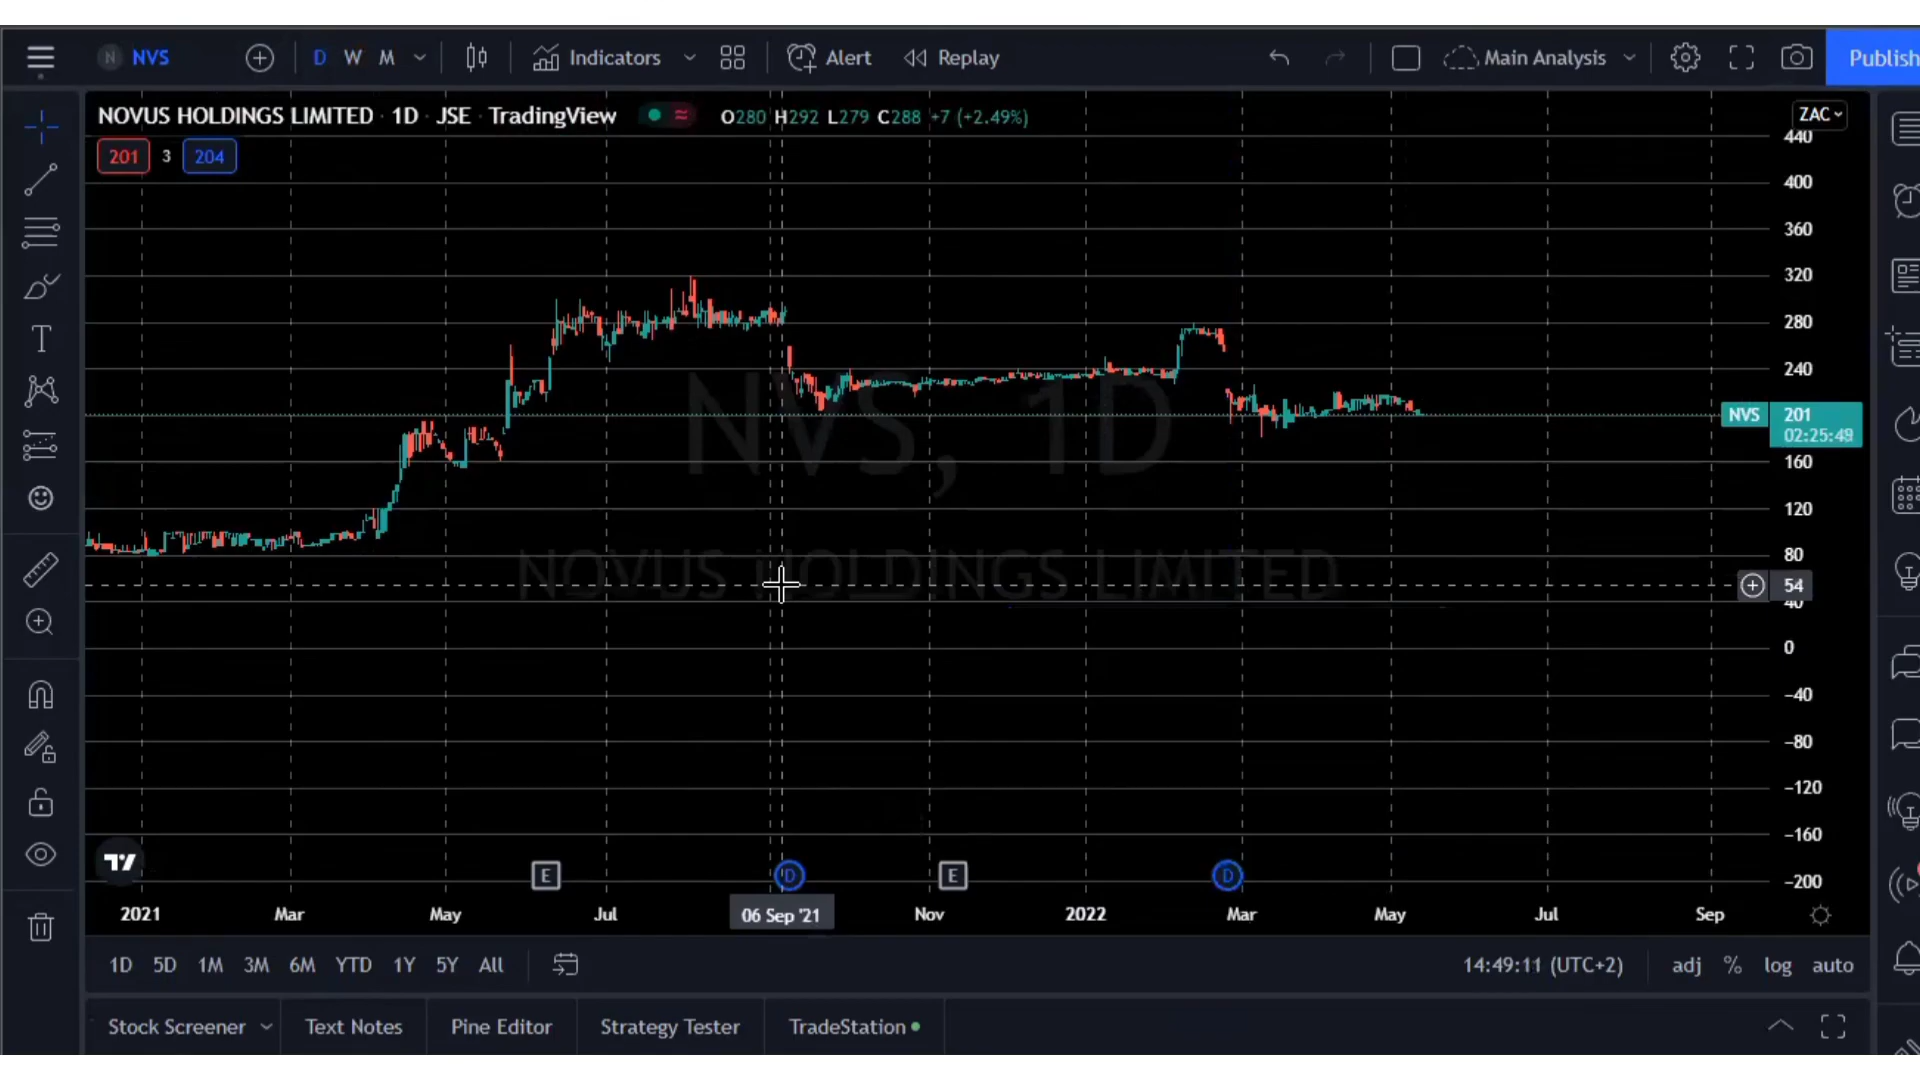 N NVS D W M Indicators Alert Replay Main Analysis Publish
NOVUS HOLDINGS LIMITED · 1D · JSE · TradingView ≈ O280 H292 L279 C288 +7 (+2.49%) ZAC
201 3 204
440
400
360
320
280
240
NVS 201
02:25:49
160
120
80
54
40
0
−40
−80
−120
−160
−200
NVS, 1D
NOVUS HOLDINGS LIMITED
E D E D
2021 Mar May Jul 06 Sep '21 Nov 2022 Mar May Jul Sep
1D 5D 1M 3M 6M YTD 1Y 5Y All 14:49:11 (UTC+2) adj % log auto
Stock Screener Text Notes Pine Editor Strategy Tester TradeStation